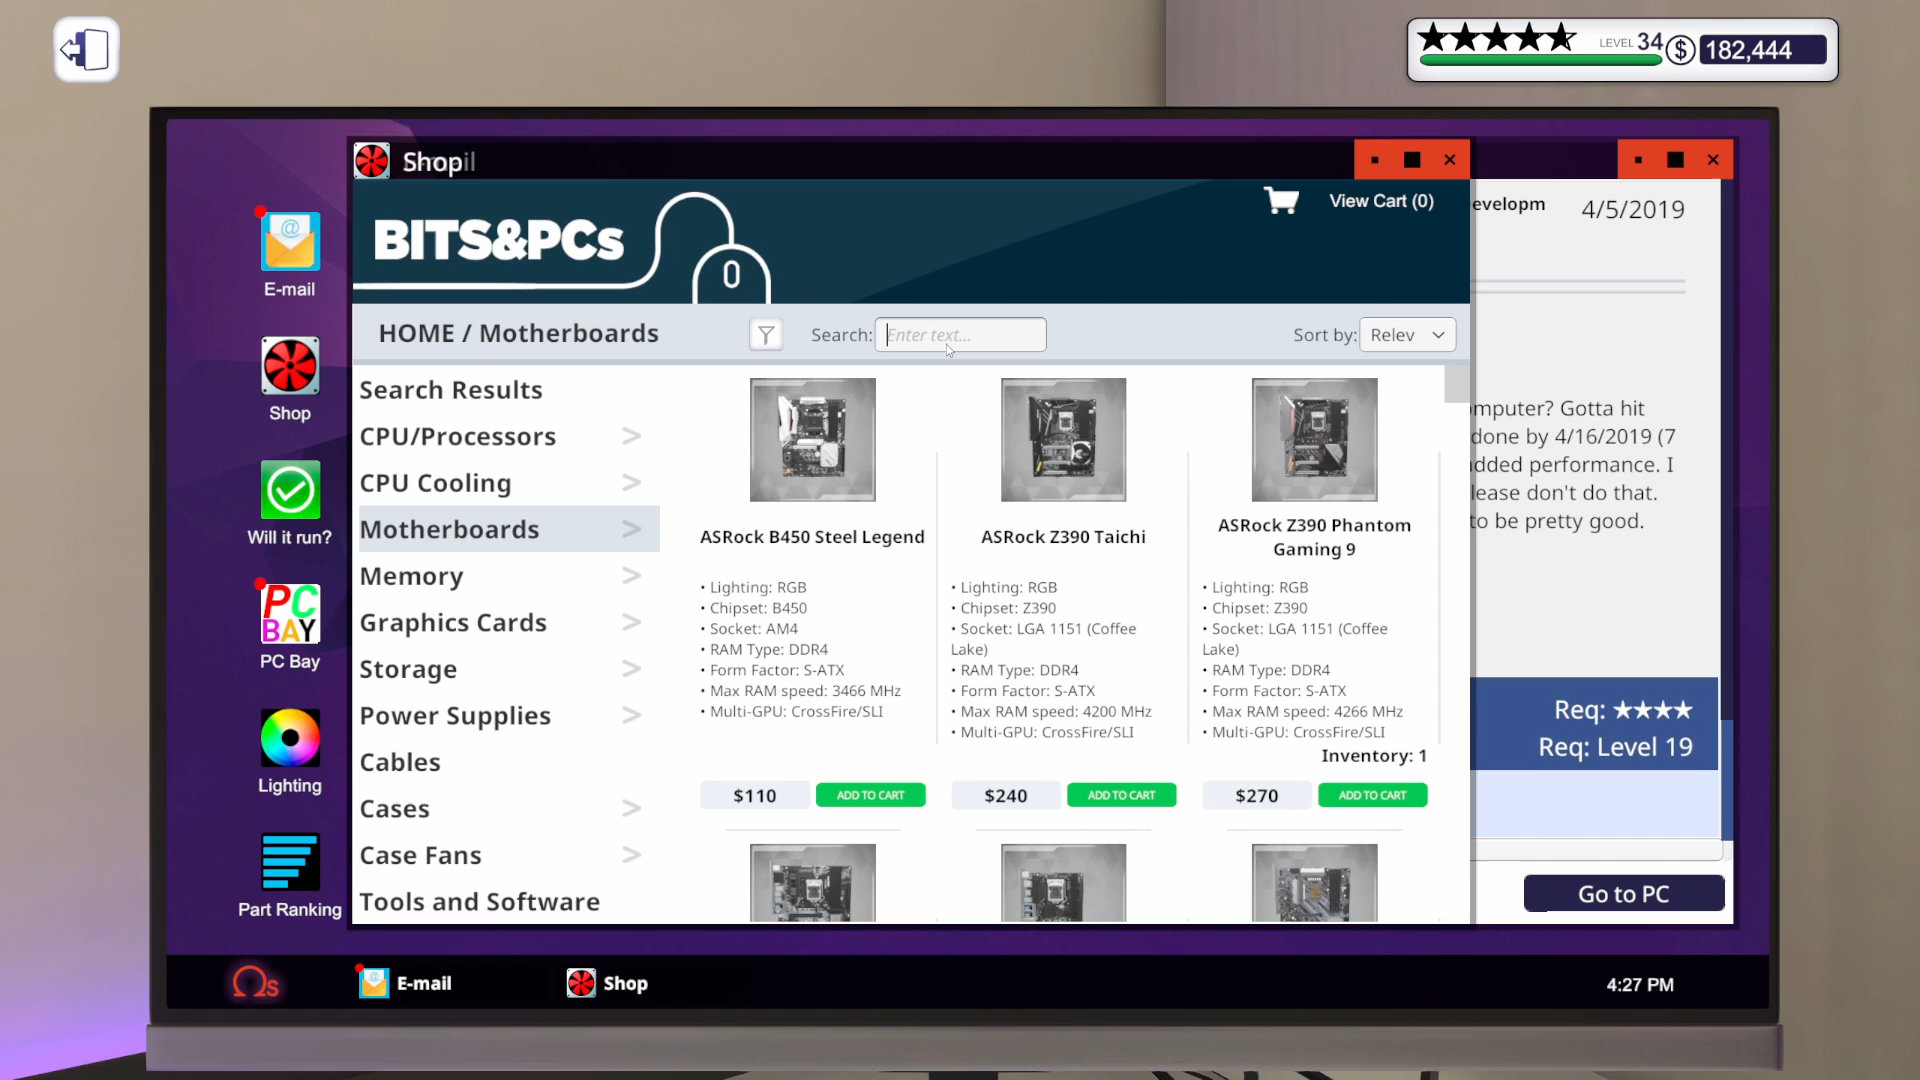 LEVEL 34
$ 182,444
Shop
BITS&PCs
View Cart (0)
evelopm
4/5/2019
HOME / Motherboards
Search:
Enter text...
Sort by:
Relev
E-mail
Shop
Will it run?
PC BAY
PC Bay
Lighting
Part Ranking
Search Results
CPU/Processors >
CPU Cooling >
Motherboards >
Memory >
Graphics Cards >
Storage >
Power Supplies >
Cables
Cases >
Case Fans >
Tools and Software
ASRock B450 Steel Legend
• Lighting: RGB
• Chipset: B450
• Socket: AM4
• RAM Type: DDR4
• Form Factor: S-ATX
• Max RAM speed: 3466 MHz
• Multi-GPU: CrossFire/SLI
$110
ADD TO CART
ASRock Z390 Taichi
• Lighting: RGB
• Chipset: Z390
• Socket: LGA 1151 (Coffee
Lake)
• RAM Type: DDR4
• Form Factor: S-ATX
• Max RAM speed: 4200 MHz
• Multi-GPU: CrossFire/SLI
$240
ADD TO CART
ASRock Z390 Phantom
Gaming 9
• Lighting: RGB
• Chipset: Z390
• Socket: LGA 1151 (Coffee
Lake)
• RAM Type: DDR4
• Form Factor: S-ATX
• Max RAM speed: 4266 MHz
• Multi-GPU: CrossFire/SLI
Inventory: 1
$270
ADD TO CART
mputer? Gotta hit
done by 4/16/2019 (7
dded performance. I
lease don't do that.
to be pretty good.
Req: ★★★★
Req: Level 19
Go to PC
Ωs
E-mail
Shop
4:27 PM